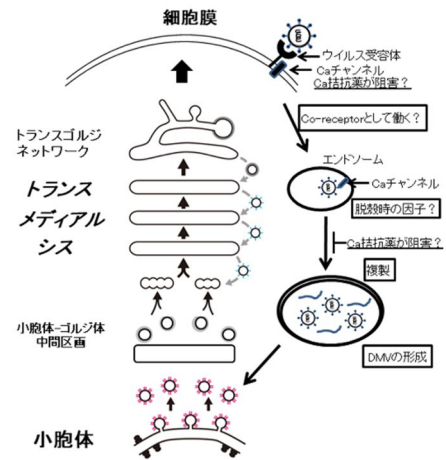 細胞膜
ウイルス受容体
Caチャンネル
Ca拮抗薬が阻害?
Co-receptorとして働く?
トランスゴルジ
ネットワーク
エンドソーム
Caチャンネル
トランス
メディアル
シス
脱殻時の因子?
Ca拮抗薬が阻害?
複製
小胞体-ゴルジ体
中間区画
DMVの形成
小胞体